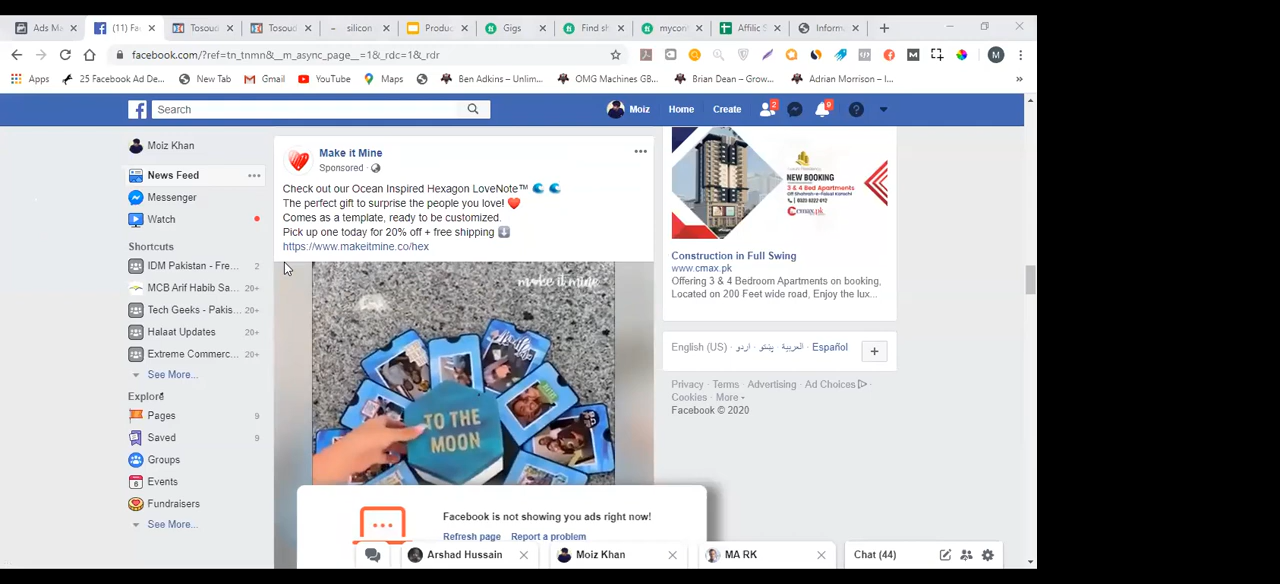 Ads Ma
(11) Fa
Tosoud
Tosoud
silicon
Produc
Gigs
Find sh
mycon
Affilic S
Inform
facebook.com/?ref=tn_tnmn&__m_async_page__=1&_rdc=1&_rdr
M
Apps
25 Facebook Ad De...
New Tab
Gmail
YouTube
Maps
Ben Adkins – Unlim...
OMG Machines GB...
Brian Dean – Grow...
Adrian Morrison – I...
Search
Moiz
Home
Create
2
9
Moiz Khan
News Feed
Messenger
Watch
Shortcuts
IDM Pakistan - Fre... 2
MCB Arif Habib Sa... 20+
Tech Geeks - Pakis... 20+
Halaat Updates 20+
Extreme Commerc... 20+
See More...
Explore
Pages 9
Saved 9
Groups
Events
Fundraisers
See More...
Make it Mine
Sponsored ·
Check out our Ocean Inspired Hexagon LoveNote™ 🌊 🌊
The perfect gift to surprise the people you love! ❤️
Comes as a template, ready to be customized.
Pick up one today for 20% off + free shipping ⬇️
https://www.makeitmine.co/hex
make it mine
TO THE
MOON
Facebook is not showing you ads right now!
Refresh page Report a problem
NEW BOOKING
3 & 4 Bed Apartments
cmax.pk
Construction in Full Swing
www.cmax.pk
Offering 3 & 4 Bedroom Apartments on booking,
Located on 200 Feet wide road, Enjoy the lux...
English (US) · اردو · پښتو · العربية · Español
Privacy · Terms · Advertising · Ad Choices ·
Cookies · More
Facebook © 2020
Arshad Hussain
Moiz Khan
MA RK
Chat (44)